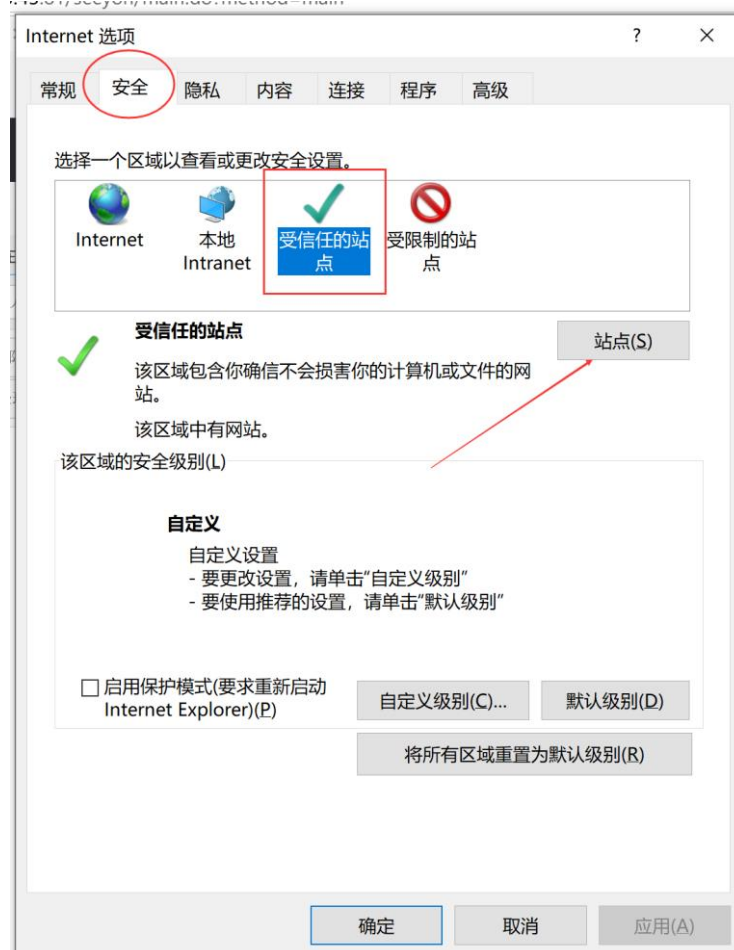 Internet 选项
?
×
常规
安全
隐私
内容
连接
程序
高级
选择一个区域以查看或更改安全设置。
Internet
本地
Intranet
受信任的站
点
受限制的站
点
受信任的站点
站点(S)
该区域包含你确信不会损害你的计算机或文件的网
站。
该区域中有网站。
该区域的安全级别(L)
自定义
自定义设置
- 要更改设置，请单击"自定义级别"
- 要使用推荐的设置，请单击"默认级别"
启用保护模式(要求重新启动
Internet Explorer)(P)
自定义级别(C)...
默认级别(D)
将所有区域重置为默认级别(R)
确定
取消
应用(A)